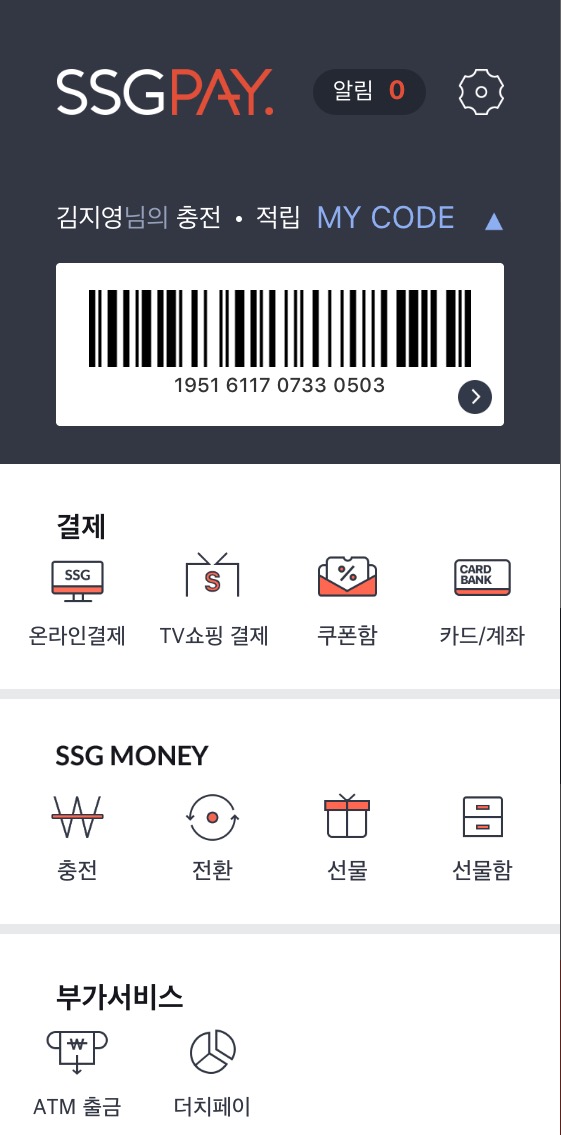 SSGPAY.
알림 0
김지영님의 충전 • 적립 MY CODE ▲
1951 6117 0733 0503
결제
SSG
S
%
CARD
BANK
온라인결제 TV쇼핑 결제 쿠폰함 카드/계좌
SSG MONEY
₩
충전 전환 선물 선물함
부가서비스
₩
ATM 출금 더치페이